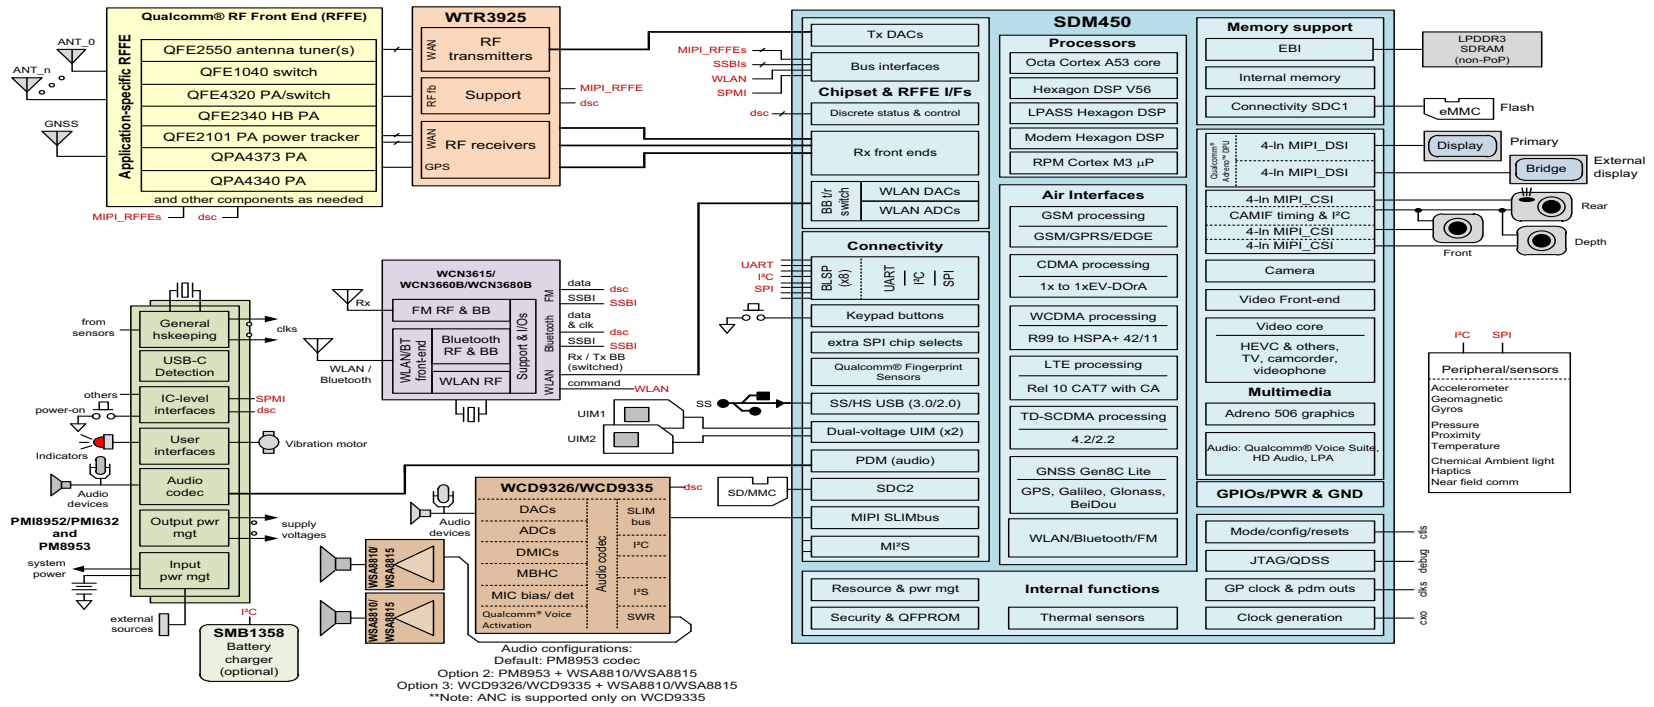 Qualcomm® RF Front End (RFFE)
Application-specific RFFE
QFE2550 antenna tuner(s)
QFE1040 switch
QFE4320 PA/switch
QFE2340 HB PA
QFE2101 PA power tracker
QPA4373 PA
QPA4340 PA
and other components as needed
MIPI_RFFEs
dsc
ANT_0
ANT_n
GNSS
WTR3925
WAN
RF
transmitters
RF fb
Support
WAN
GPS
RF receivers
MIPI_RFFE
dsc
WCN3615/
WCN3660B/WCN3680B
FM RF & BB
WLAN/BT
front-end
Bluetooth
RF & BB
WLAN RF
Support & I/Os
FM
Bluetooth
WLAN
Rx
WLAN /
Bluetooth
data
dsc
SSBI
SSBI
data
& clk
dsc
SSBI
SSBI
Rx / Tx BB
(switched)
command
WLAN
General
hskeeping
USB-C
Detection
IC-level
interfaces
User
interfaces
Audio
codec
Output pwr
mgt
Input
pwr mgt
from
sensors
clks
others
power-on
SPMI
dsc
Indicators
Vibration motor
Audio
devices
PMI8952/PMI632
and
PM8953
supply
voltages
system
power
external
sources
I²C
SMB1358
Battery
charger
(optional)
UIM1
UIM2
WCD9326/WCD9335
DACs
ADCs
DMICs
MBHC
MIC bias/ det
Qualcomm® Voice
Activation
Audio codec
SLIM
bus
I²C
I²S
SWR
dsc
Audio
devices
WSA8810/
WSA8815
WSA8810/
WSA8815
Audio configurations:
Default: PM8953 codec
Option 2: PM8953 + WSA8810/WSA8815
Option 3: WCD9326/WCD9335 + WSA8810/WSA8815
**Note: ANC is supported only on WCD9335
SDM450
MIPI_RFFEs
SSBIs
WLAN
SPMI
dsc
Tx DACs
Bus interfaces
Chipset & RFFE I/Fs
Discrete status & control
Rx front ends
BB t/r
switch
WLAN DACs
WLAN ADCs
Connectivity
UART
I²C
SPI
BLSP
(x8)
UART
I²C
SPI
Keypad buttons
extra SPI chip selects
Qualcomm® Fingerprint
Sensors
SS
SS/HS USB (3.0/2.0)
Dual-voltage UIM (x2)
PDM (audio)
SD/MMC
SDC2
MIPI SLIMbus
MI²S
Processors
Octa Cortex A53 core
Hexagon DSP V56
LPASS Hexagon DSP
Modem Hexagon DSP
RPM Cortex M3 µP
Air Interfaces
GSM processing
GSM/GPRS/EDGE
CDMA processing
1x to 1xEV-DOrA
WCDMA processing
R99 to HSPA+ 42/11
LTE processing
Rel 10 CAT7 with CA
TD-SCDMA processing
4.2/2.2
GNSS Gen8C Lite
GPS, Galileo, Glonass,
BeiDou
WLAN/Bluetooth/FM
Internal functions
Resource & pwr mgt
Security & QFPROM
Thermal sensors
Memory support
EBI
Internal memory
Connectivity SDC1
LPDDR3
SDRAM
(non-PoP)
eMMC
Flash
Qualcomm®
Adreno™ DPU
4-ln MIPI_DSI
4-ln MIPI_DSI
Display
Primary
Bridge
External
display
4-ln MIPI_CSI
CAMIF timing & I²C
4-ln MIPI_CSI
4-ln MIPI_CSI
Rear
Front
Depth
Camera
Video Front-end
Video core
HEVC & others,
TV, camcorder,
videophone
Multimedia
Adreno 506 graphics
Audio: Qualcomm® Voice Suite,
HD Audio, LPA
GPIOs/PWR & GND
Mode/config/resets
JTAG/QDSS
GP clock & pdm outs
Clock generation
ctls
debug
clks
cxo
I²C
SPI
Peripheral/sensors
Accelerometer
Geomagnetic
Gyros
Pressure
Proximity
Temperature
Chemical Ambient light
Haptics
Near field comm